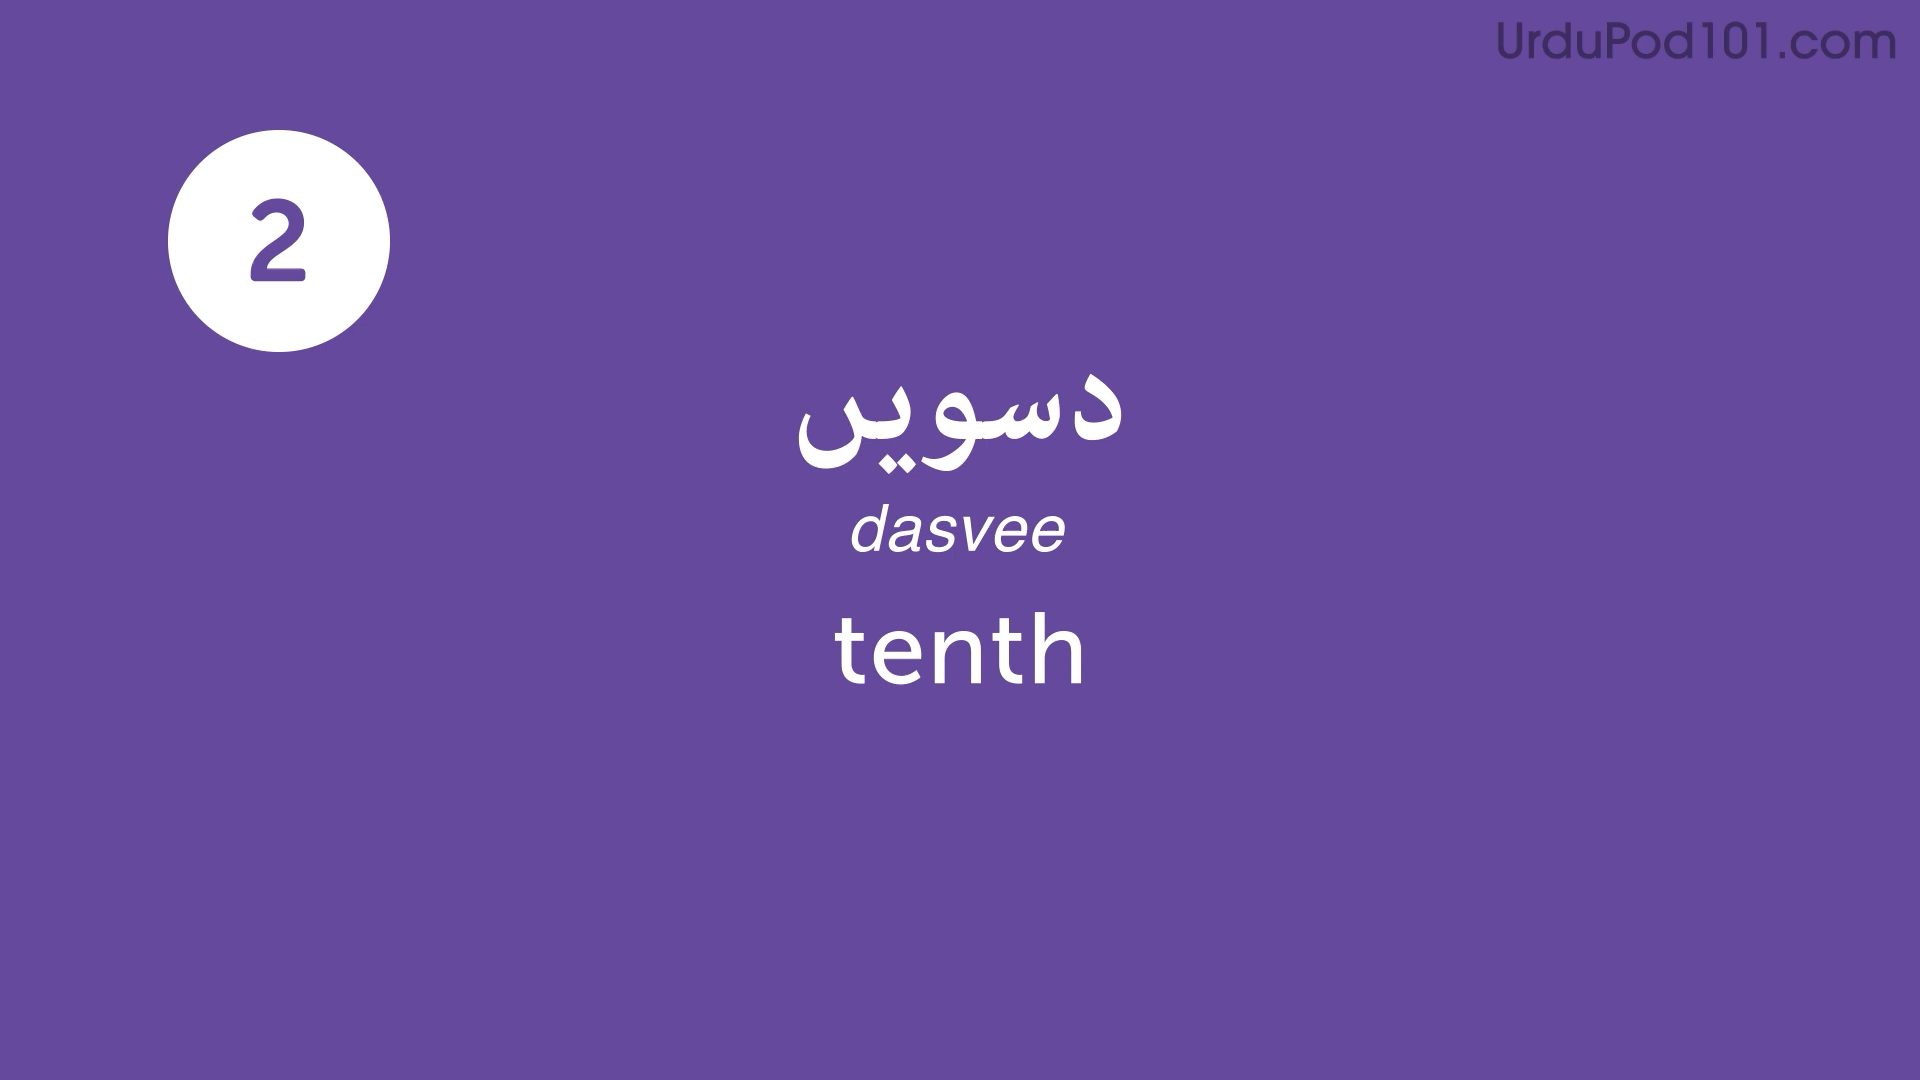 UrduPod101.com
2
دسویں
dasvee
tenth